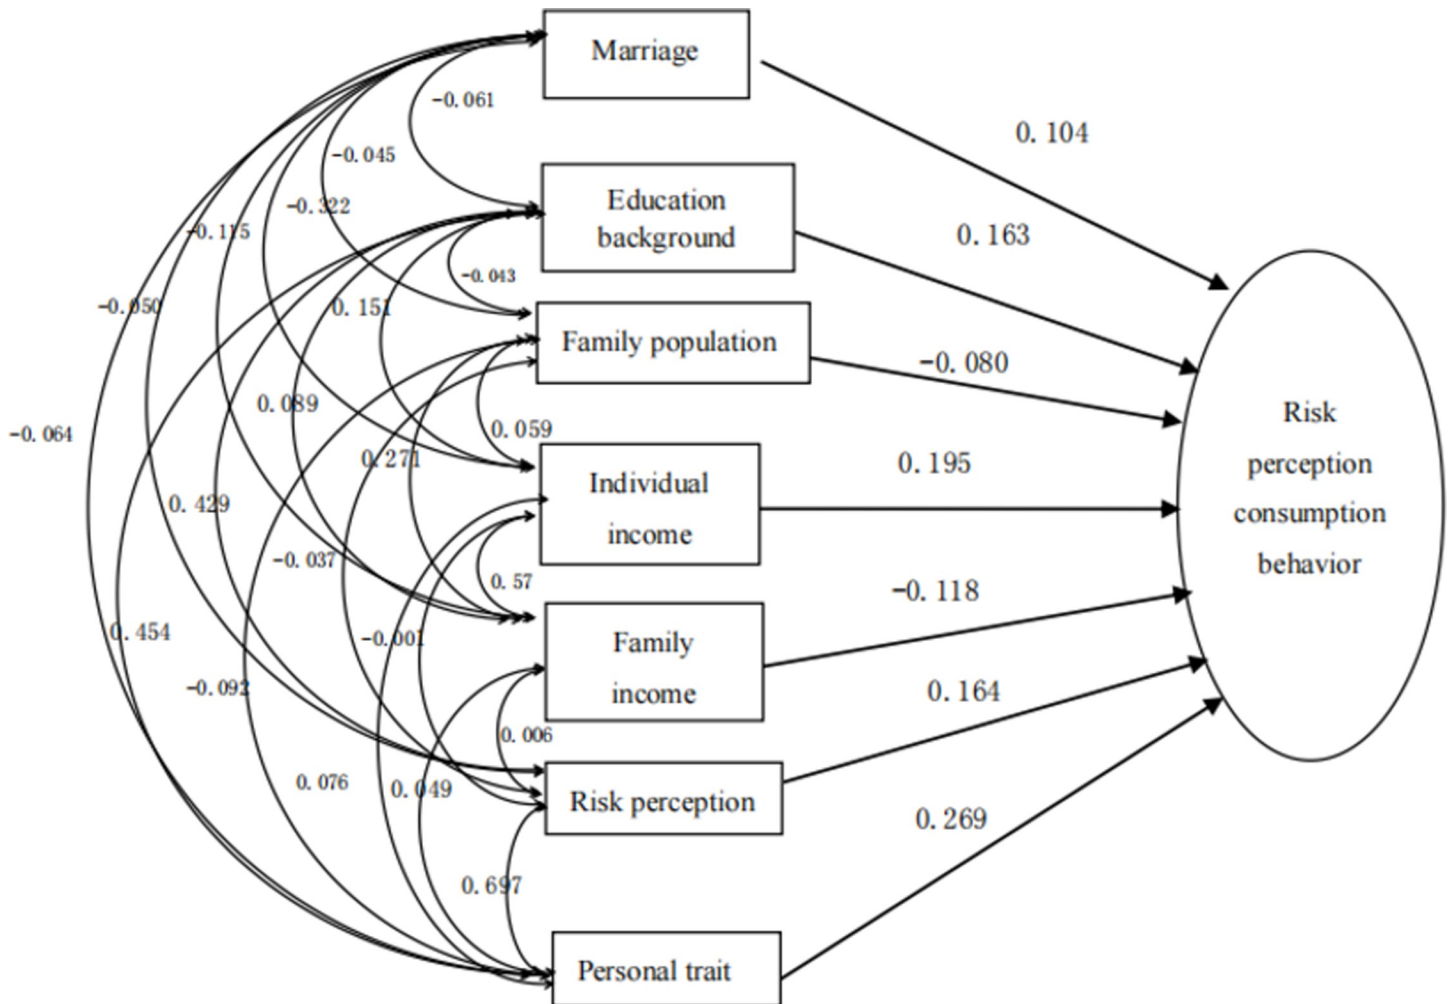 Marriage
-0.061
0.104
-0.045
Education
background
-0.322
-0.115
0.163
-0.043
-0.050
0.151
Family population
-0.080
0.089
Risk
perception
consumption
behavior
-0.064
0.059
0.271
0.195
Individual
income
0.429
-0.037
0.57
-0.118
0.454
-0.001
Family
income
-0.092
0.164
0.006
0.076
0.049
Risk perception
0.269
0.697
Personal trait